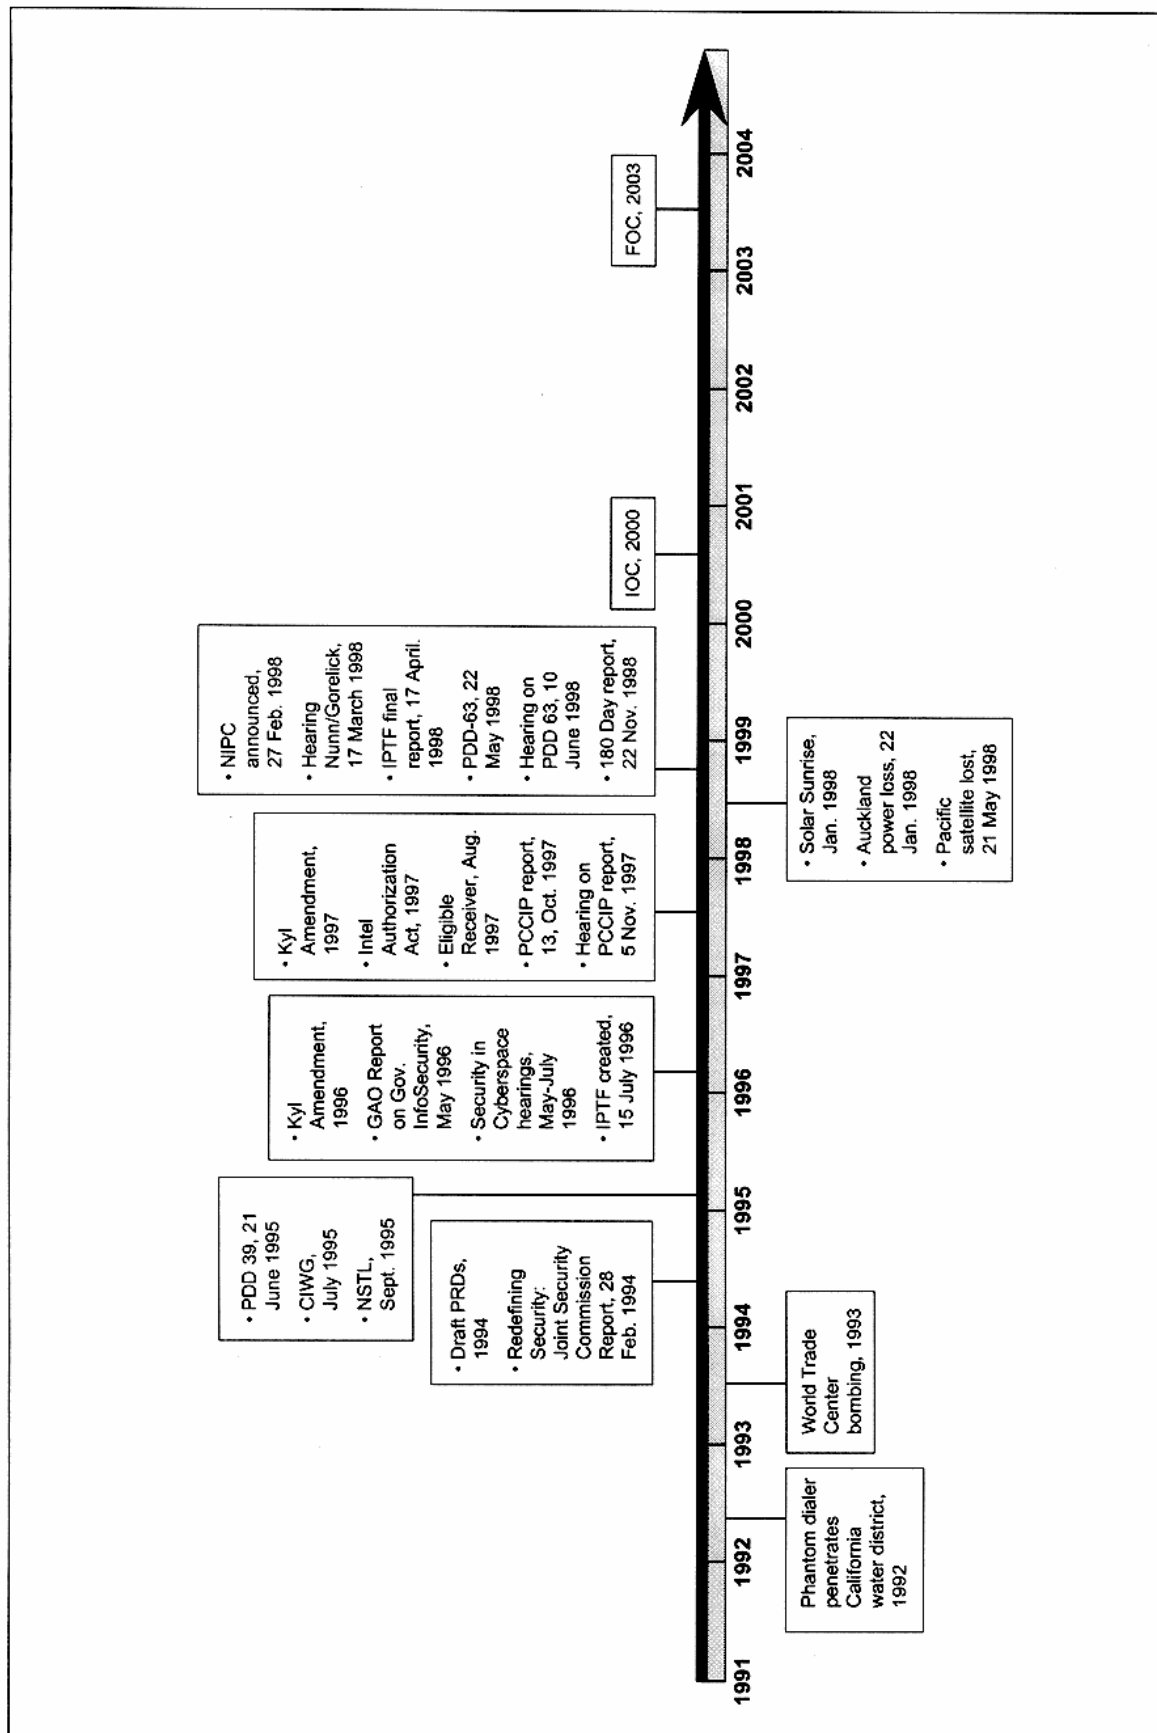 • PDD 39, 21
June 1995
• CIWG,
July 1995
• NSTL,
Sept. 1995
• Draft PRDs,
1994
• Redefining
Security:
Joint Security
Commission
Report, 28
Feb. 1994
• Kyl
Amendment,
1996
• GAO Report
on Gov.
InfoSecurity,
May 1996
• Security in
Cyberspace
hearings,
May-July
1996
• IPTF created,
15 July 1996
• Kyl
Amendment,
1997
• Intel
Authorization
Act, 1997
• Eligible
Receiver, Aug.
1997
• PCCIP report,
13, Oct. 1997
• Hearing on
PCCIP report,
5 Nov. 1997
• NIPC
announced,
27 Feb. 1998
• Hearing
Nunn/Gorelick,
17 March 1998
• IPTF final
report, 17 April.
1998
• PDD-63, 22
May 1998
• Hearing on
PDD 63, 10
June 1998
• 180 Day report,
22 Nov. 1998
IOC, 2000
FOC, 2003
1991
1992
1993
1994
1995
1996
1997
1998
1999
2000
2001
2002
2003
2004
Phantom dialer
penetrates
California
water district,
1992
World Trade
Center
bombing, 1993
• Solar Sunrise,
Jan. 1998
• Auckland
power loss, 22
Jan. 1998
• Pacific
satellite lost,
21 May 1998